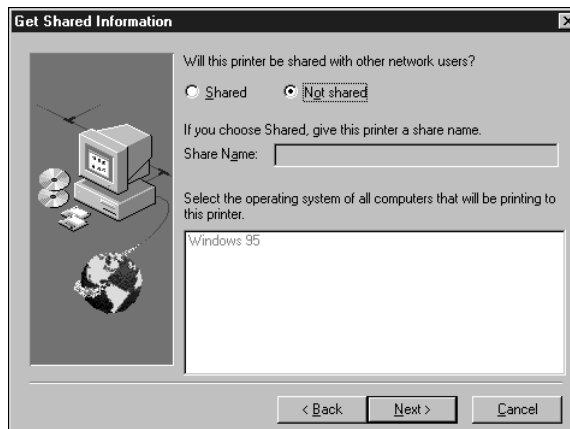 Get Shared Information
Will this printer be shared with other network users?
Shared Not shared
If you choose Shared, give this printer a share name.
Share Name:
Select the operating system of all computers that will be printing to
this printer.
Windows 95
< Back Next > Cancel